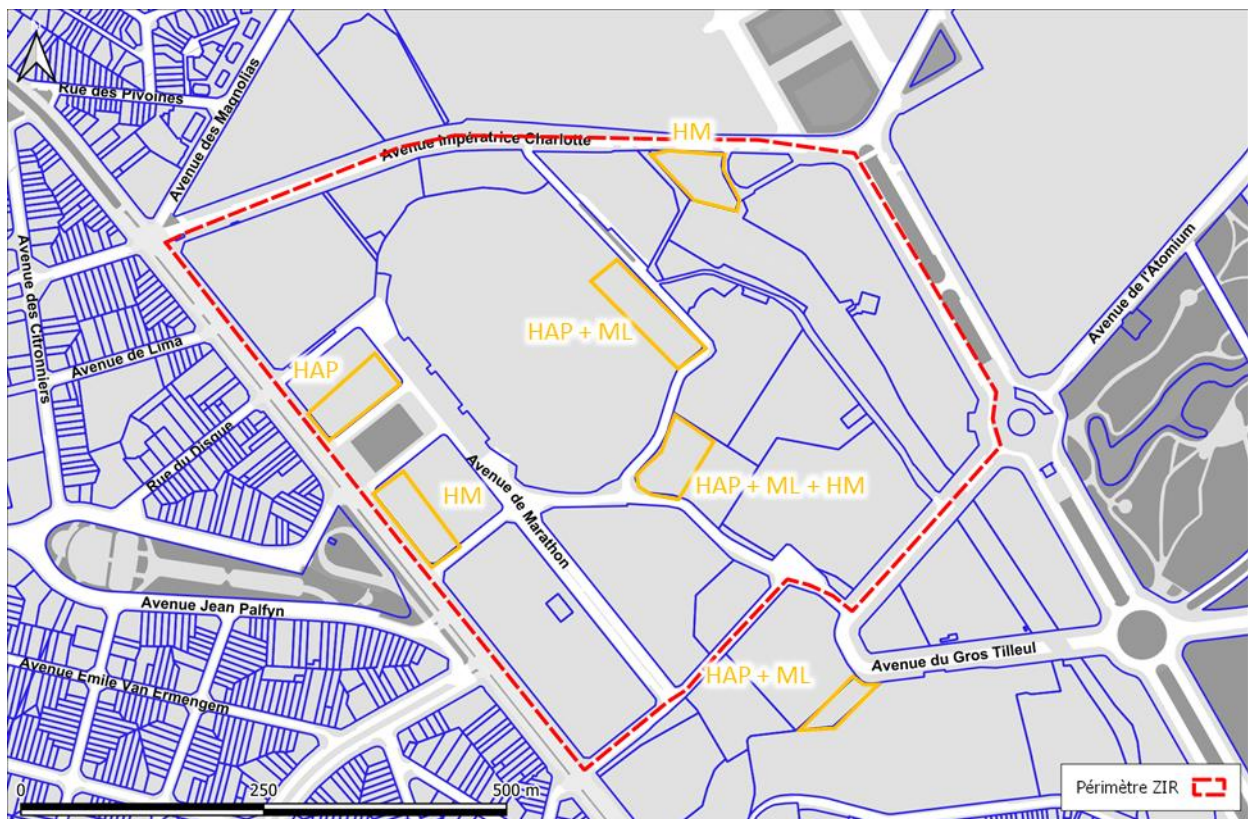 Rue des Pivoines
Avenue des Magnolias
Avenue Impératrice Charlotte
HM
Avenue des Citronniers
Avenue de Lima
Rue du Disque
HAP
HAP + ML
Avenue de l'Atomium
HM
Avenue de Marathon
HAP + ML + HM
Avenue Jean Palfyn
Avenue Emile Van Ermengem
HAP + ML
Avenue du Gros Tilleul
0 250 500 m
Périmètre ZIR